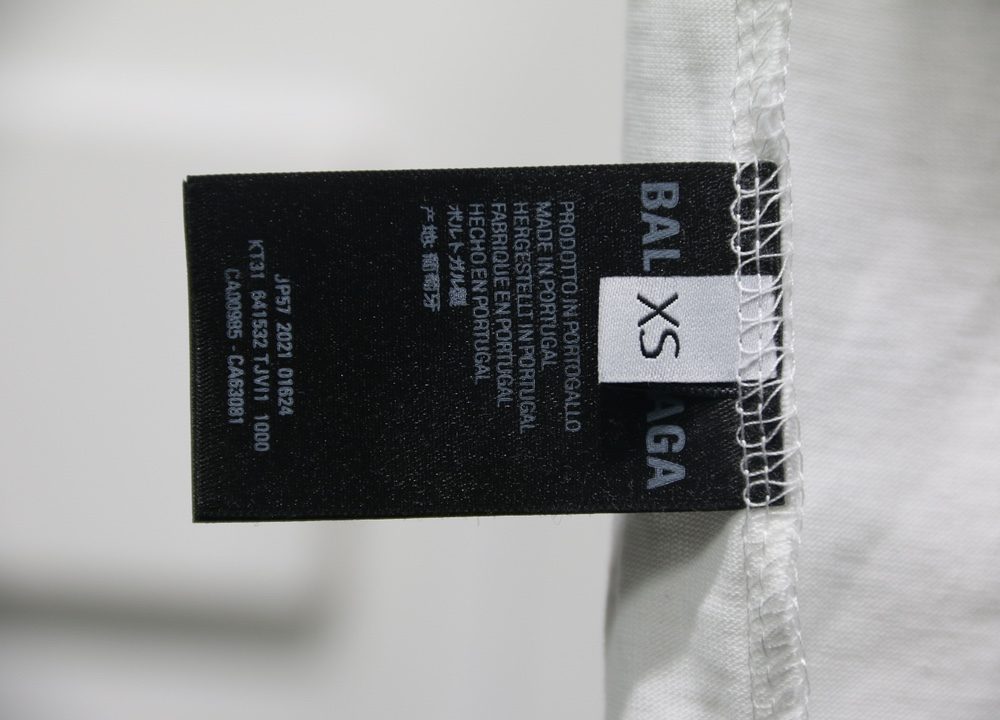 BAL
AGA
XS
PRODOTTO IN PORTOGALLO
MADE IN PORTUGAL
HERGESTELLT IN PORTUGAL
FABRIQUE EN PORTUGAL
HECHO EN PORTUGAL
ポルトガル製
产地:葡萄牙
JP57 2021 01624
KT31 641532 TJVI1 1000
CA00985 - CA63081